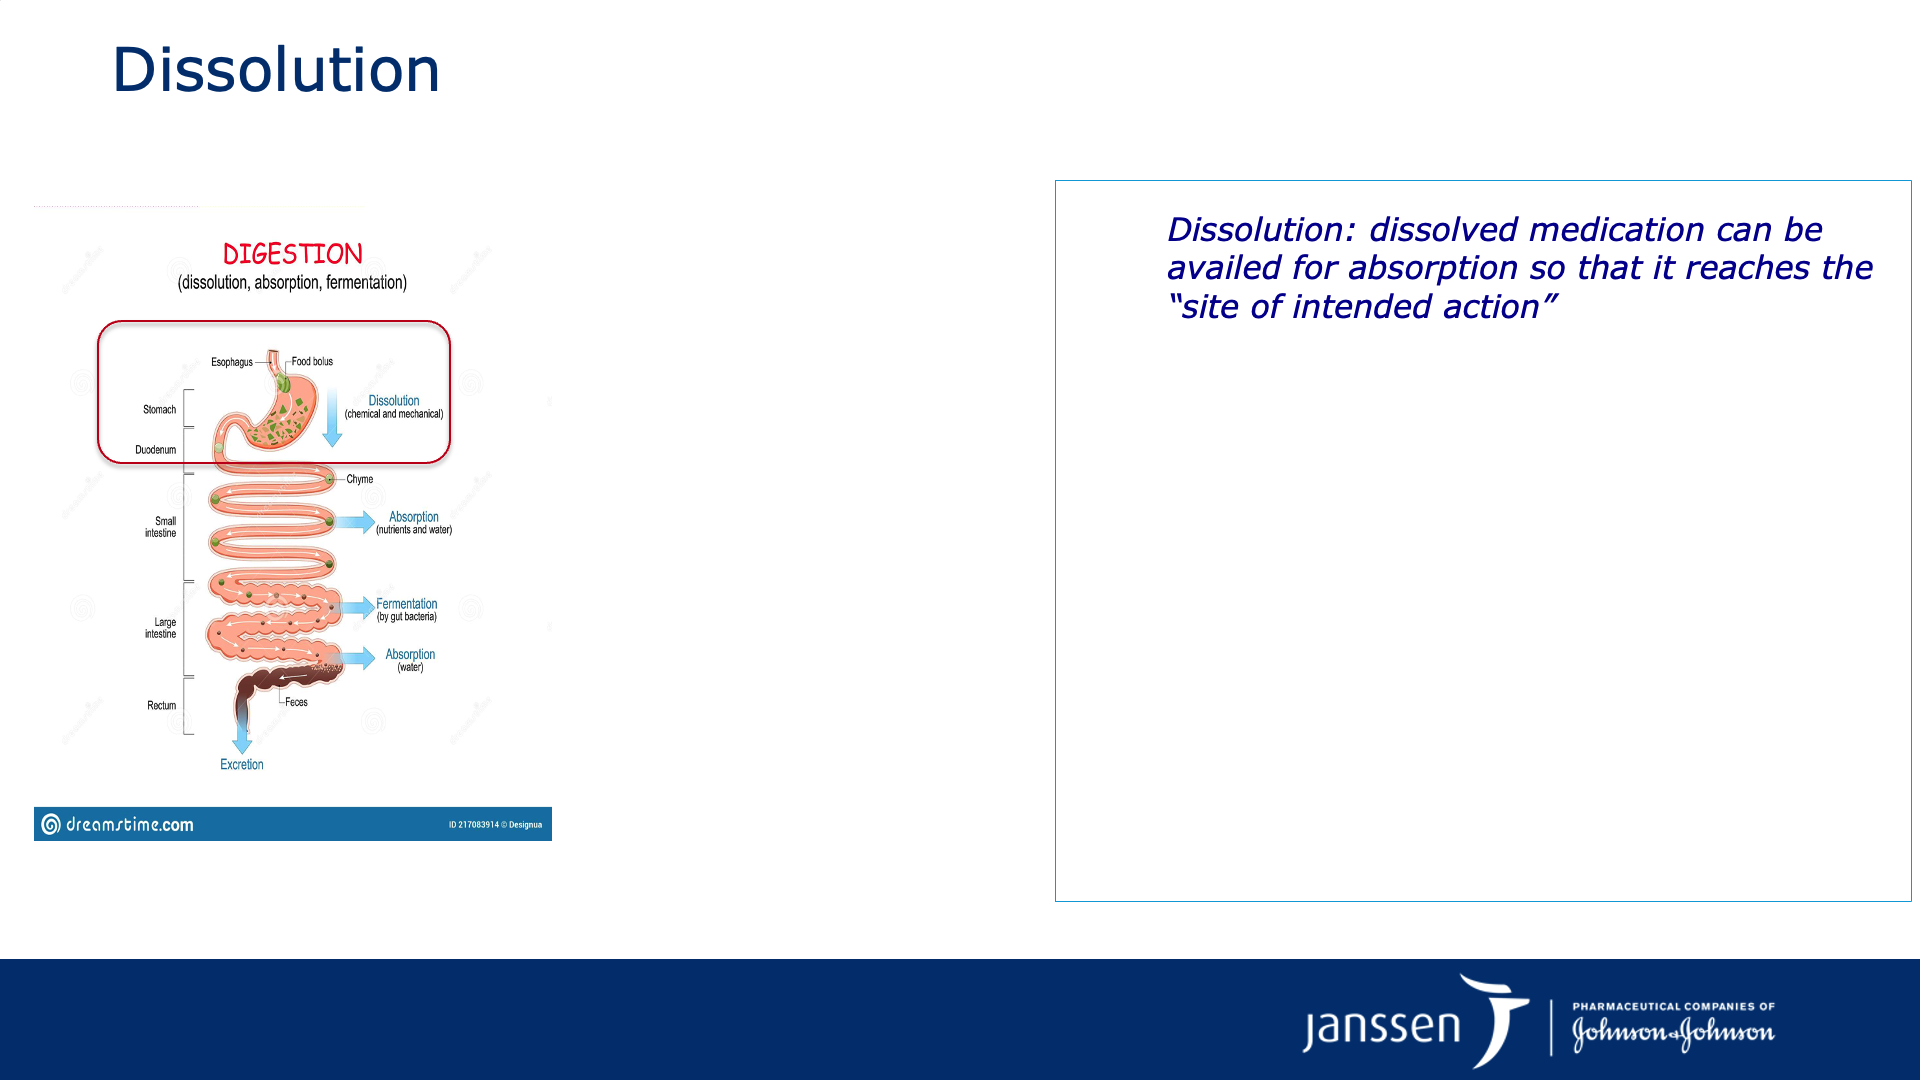 Dissolution
DIGESTION
(dissolution, absorption, fermentation)
Esophagus
Food bolus
Stomach
Dissolution
(chemical and mechanical)
Duodenum
Chyme
Small
intestine
Absorption
(nutrients and water)
Fermentation
(by gut bacteria)
Large
intestine
Absorption
(water)
Rectum
Feces
Excretion
dreamstime.com
ID 217083914 © Designua
Dissolution: dissolved medication can be
availed for absorption so that it reaches the
“site of intended action”
janssen
PHARMACEUTICAL COMPANIES OF
Johnson & Johnson